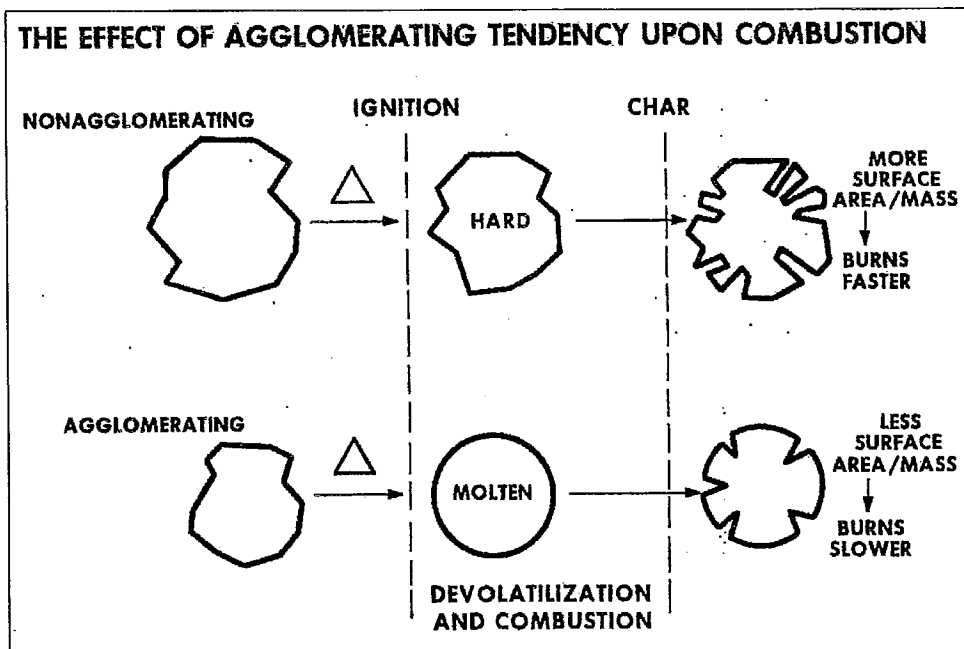 THE EFFECT OF AGGLOMERATING TENDENCY UPON COMBUSTION
IGNITION
CHAR
NONAGGLOMERATING
HARD
MORE
SURFACE
AREA/MASS
BURNS
FASTER
AGGLOMERATING
MOLTEN
LESS
SURFACE
AREA/MASS
BURNS
SLOWER
DEVOLATILIZATION
AND COMBUSTION